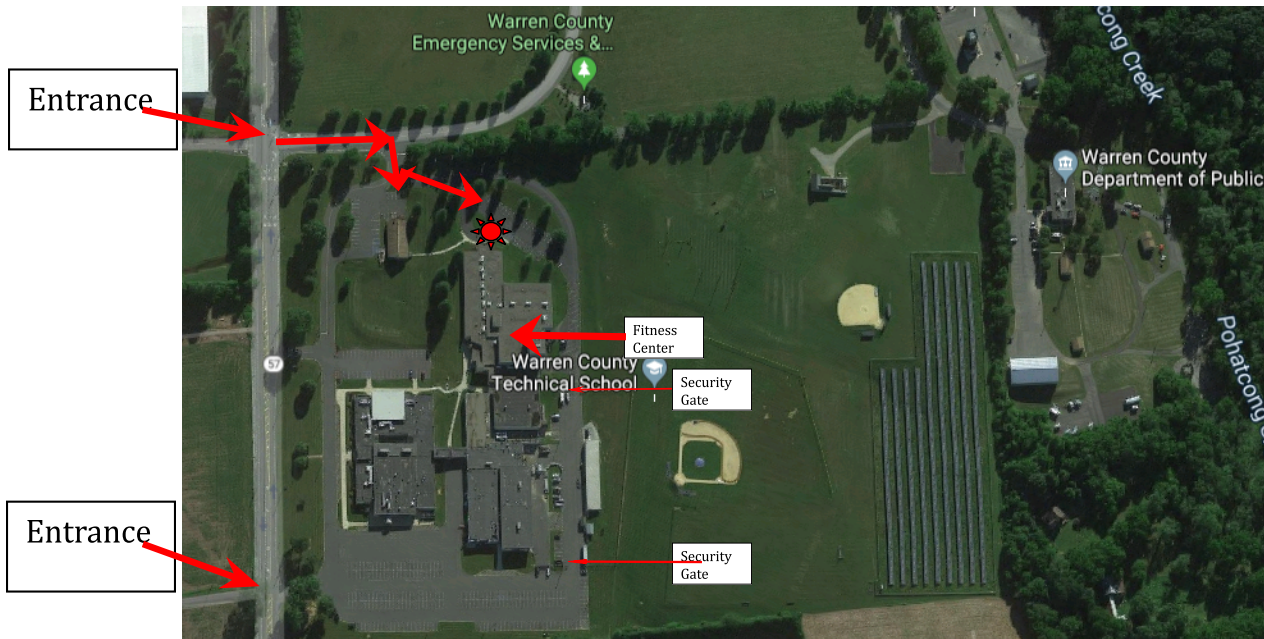 Warren County
Emergency Services &...
Entrance
cong Creek
Warren County
Department of Public
Fitness
Center
57
Warren County
Technical School
Security
Gate
Pohatcong
Entrance
Security
Gate